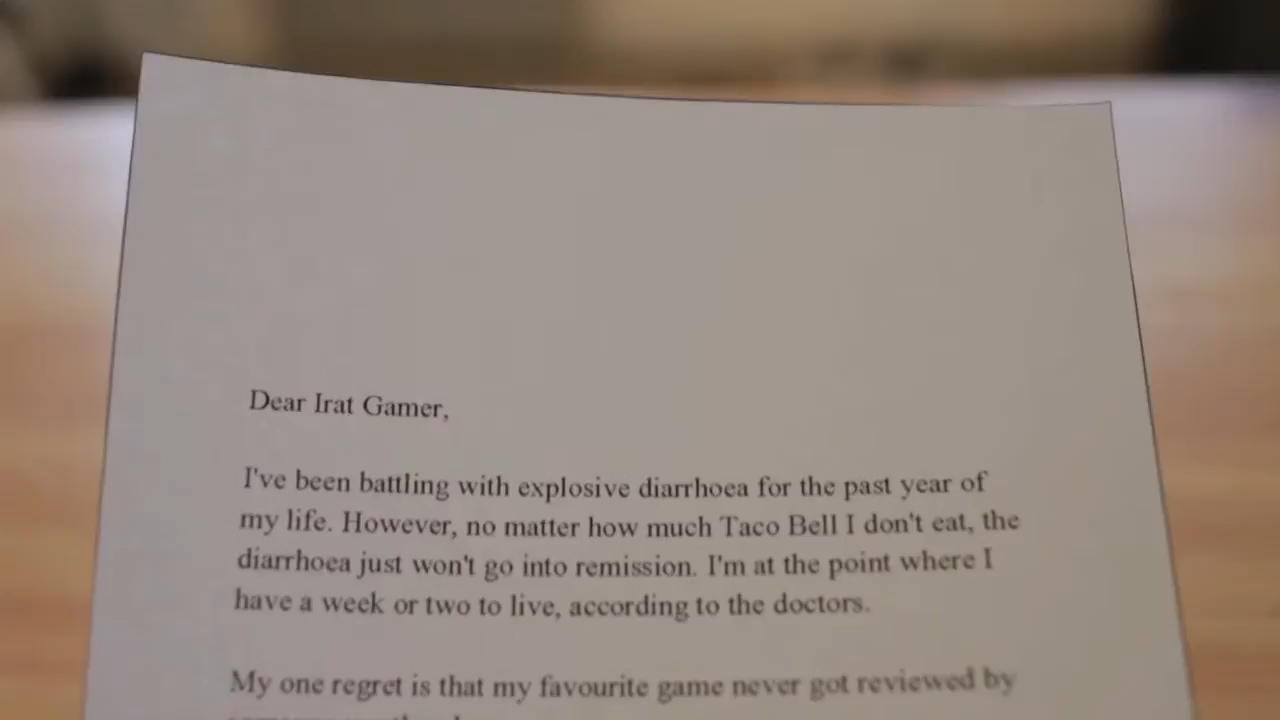 Dear Irat Gamer,
I've been battling with explosive diarrhoea for the past year of
my life. However, no matter how much Taco Bell I don't eat, the
diarrhoea just won't go into remission. I'm at the point where I
have a week or two to live, according to the doctors.
My one regret is that my favourite game never got reviewed by